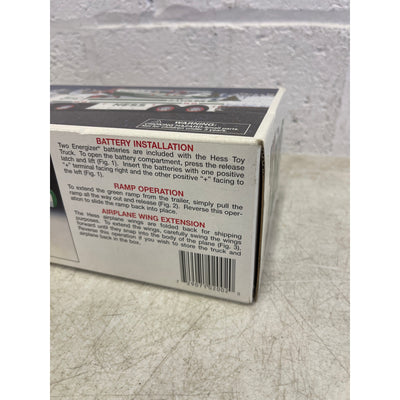 HESS
WARNING:
CHOKING HAZARD-Small parts.
BATTERY INSTALLATION
Two Energizer® batteries are included with the Hess Toy
Truck. To open the battery compartment, press the release
latch and lift (Fig. 1). Insert the batteries with one
"+" terminal facing right and the other positive "+" facing to
the left (Fig. 1).
RAMP OPERATION
To extend the green ramp from the trailer, simply pull the
ramp all the way out and release (Fig. 2). Reverse this oper-
ation to slide the ramp back into place.
AIRPLANE WING EXTENSION
The Hess airplane wings are folded back for shipping
purposes. To extend the wings, carefully swing the wings
forward until they snap into the body of the plane (Fig. 3).
Reverse this operation if you wish to store the truck and
airplane back in the box.